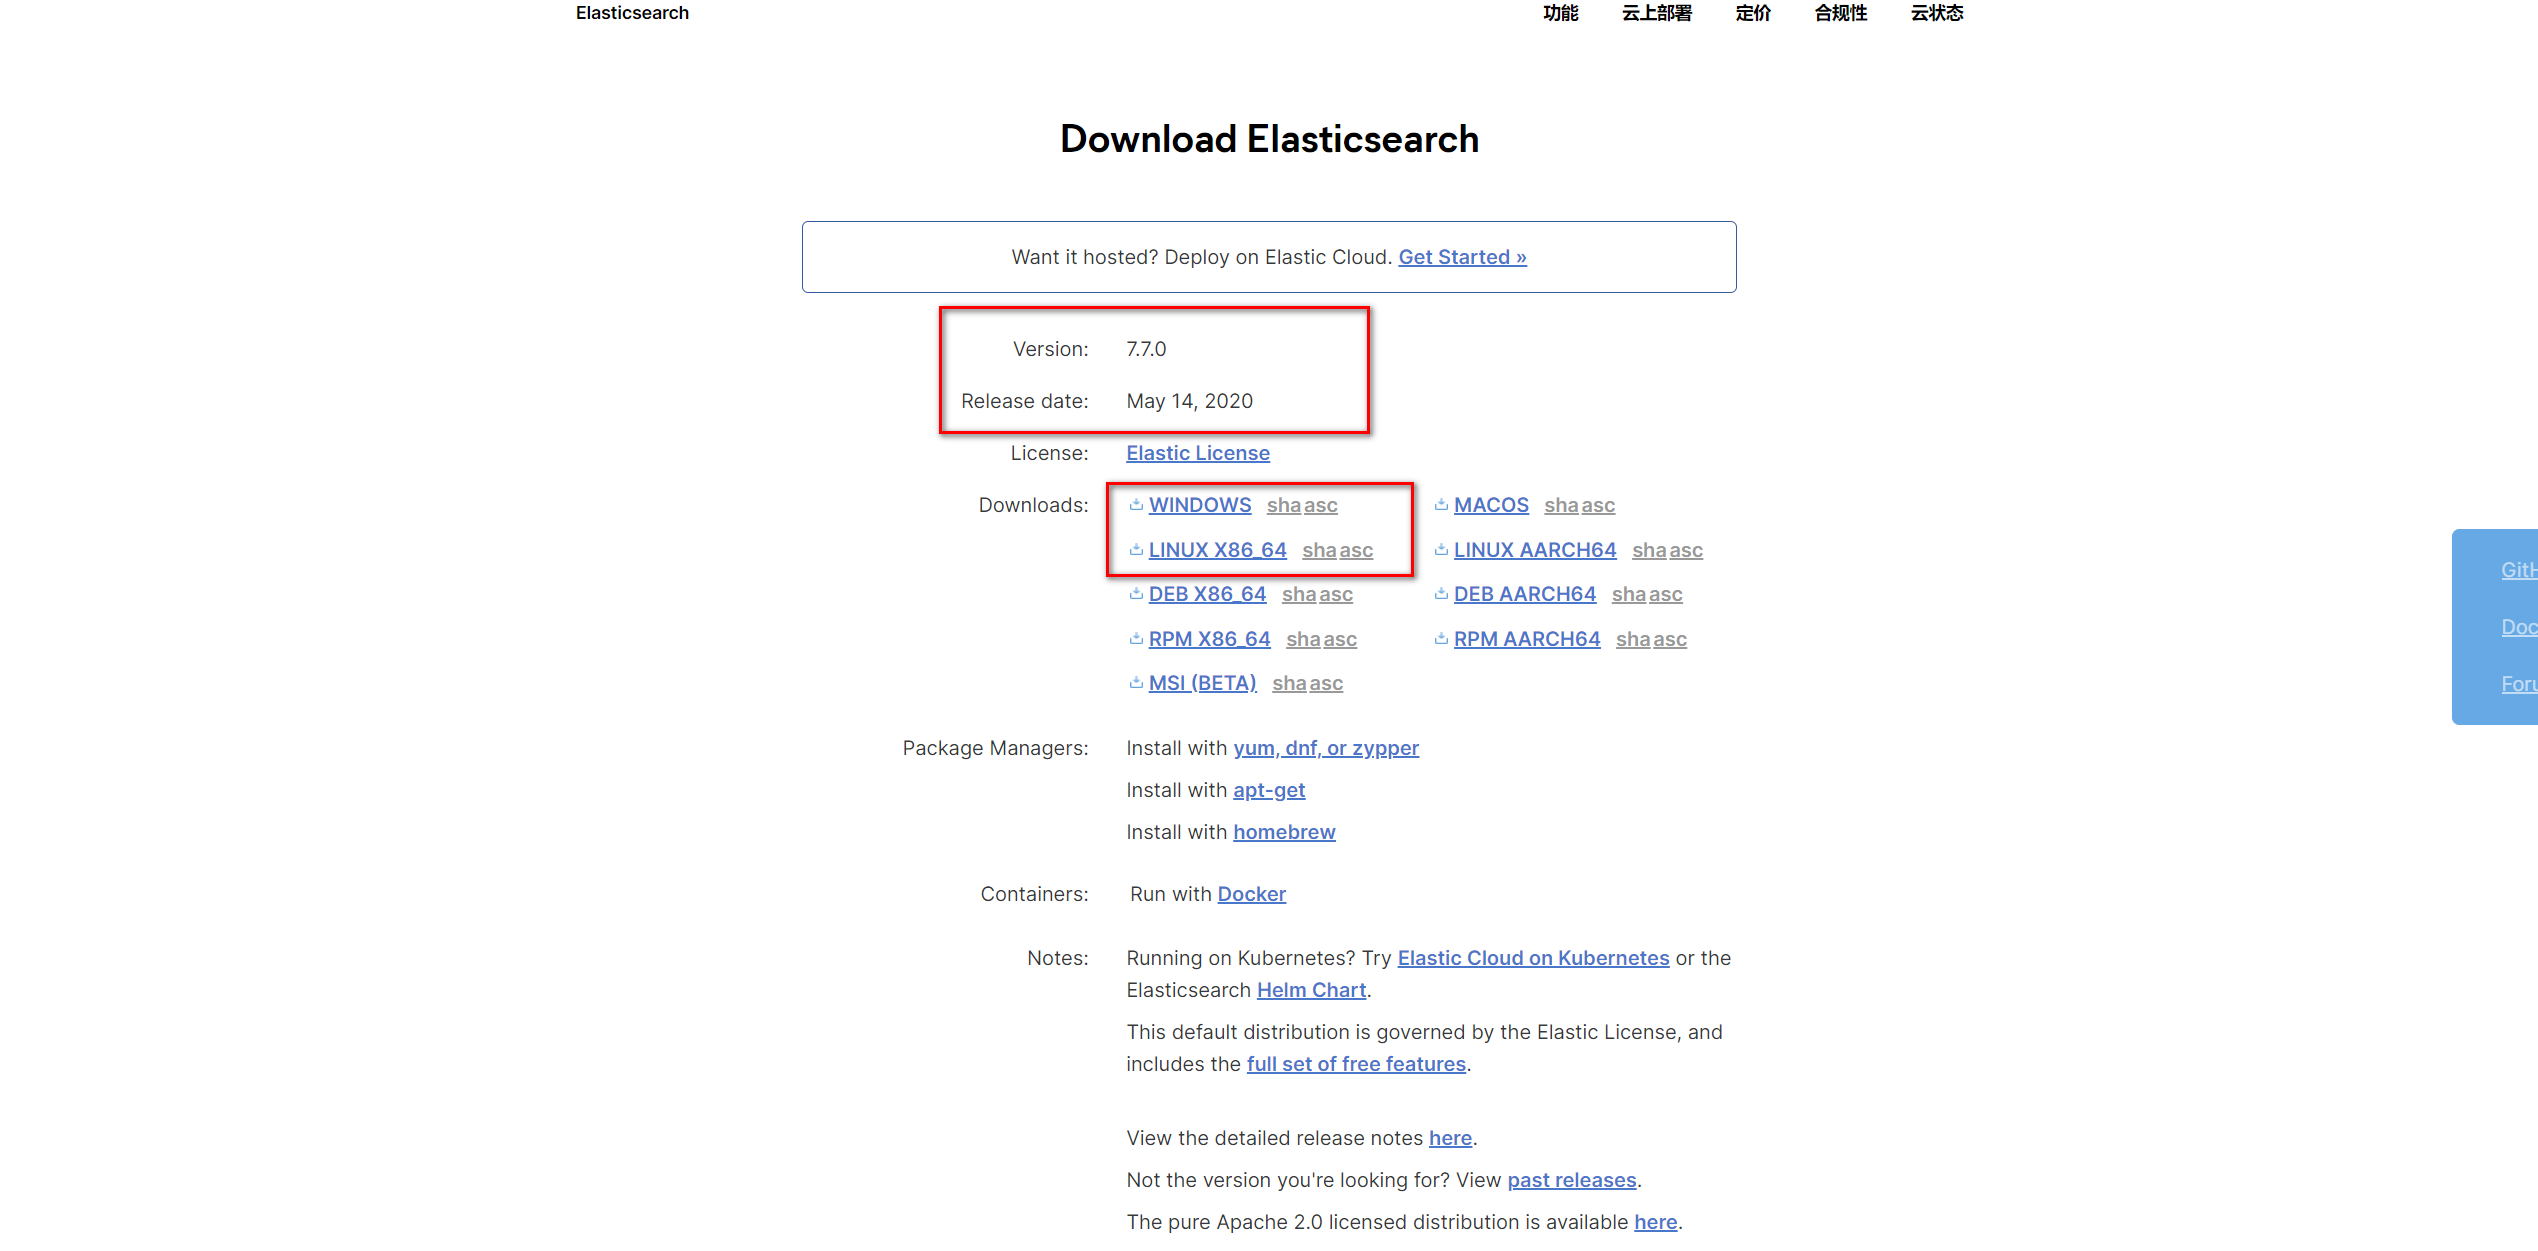 Elasticsearch 功能 云上部署 定价 合规性 云状态
Download Elasticsearch
Want it hosted? Deploy on Elastic Cloud. Get Started »
Version: 7.7.0
Release date: May 14, 2020
License: Elastic License
Downloads: WINDOWS sha asc MACOS sha asc
LINUX X86_64 sha asc LINUX AARCH64 sha asc
DEB X86_64 sha asc DEB AARCH64 sha asc
RPM X86_64 sha asc RPM AARCH64 sha asc
MSI (BETA) sha asc
GitH
Doc
Foru
Package Managers: Install with yum, dnf, or zypper
Install with apt-get
Install with homebrew
Containers: Run with Docker
Notes: Running on Kubernetes? Try Elastic Cloud on Kubernetes or the
Elasticsearch Helm Chart.
This default distribution is governed by the Elastic License, and
includes the full set of free features.
View the detailed release notes here.
Not the version you're looking for? View past releases.
The pure Apache 2.0 licensed distribution is available here.